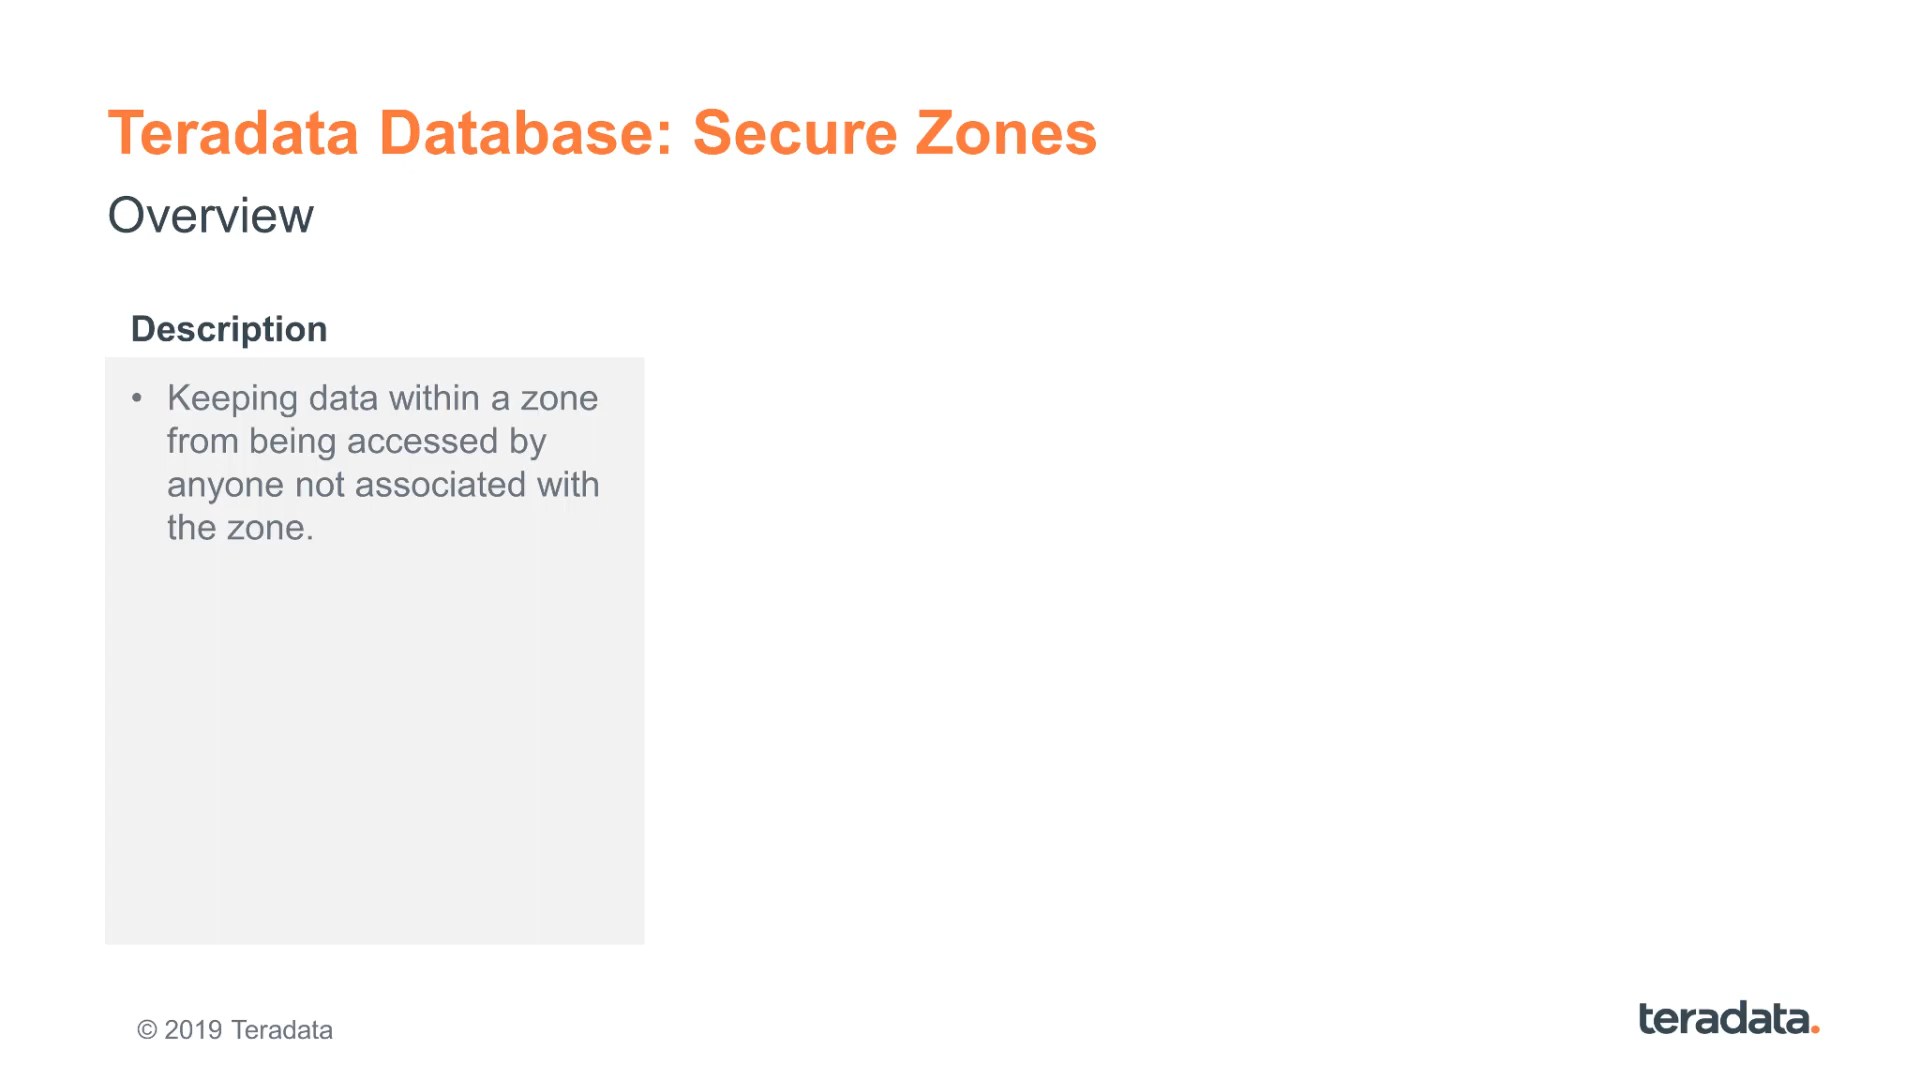 Teradata Database: Secure Zones
Overview
Description
• Keeping data within a zone
from being accessed by
anyone not associated with
the zone.
© 2019 Teradata
teradata.